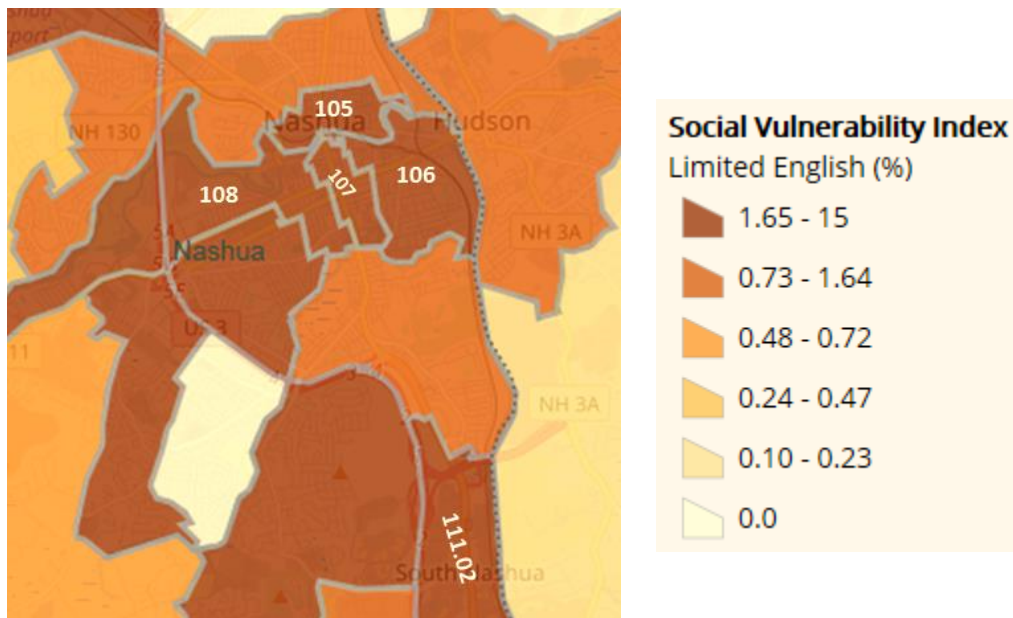 105
Nashua
Hudson
NH 130
107
106
108
NH 3A
Nashua
U.S. 3
11
NH 3A
111.02
South Nashua
Social Vulnerability Index
Limited English (%)
1.65 - 15
0.73 - 1.64
0.48 - 0.72
0.24 - 0.47
0.10 - 0.23
0.0